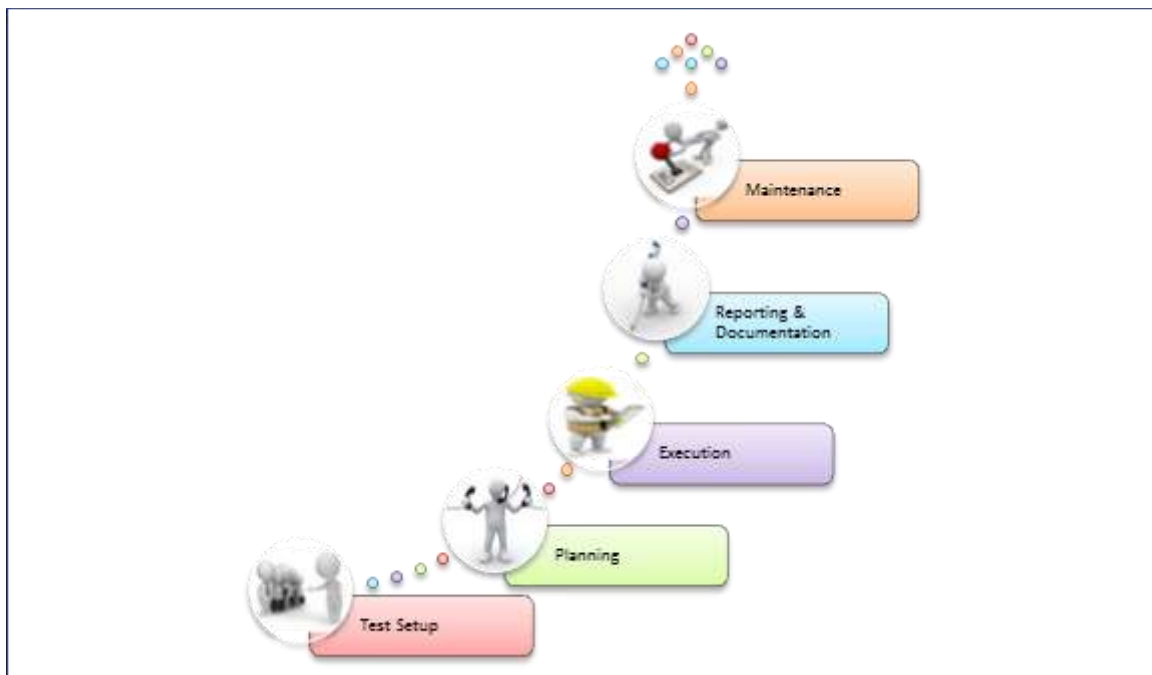 Maintenance
Reporting &
Documentation
Execution
Planning
Test Setup